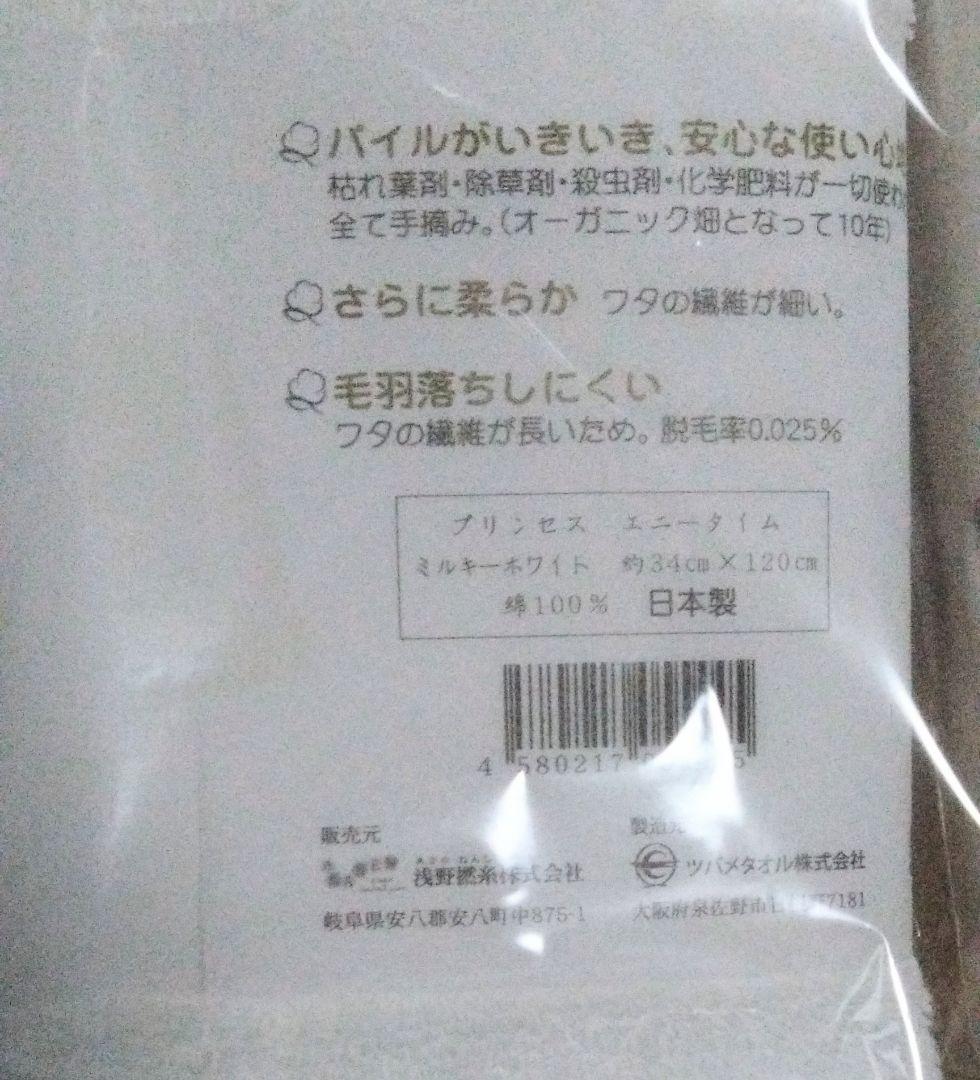 パイルがいきいき、安心な使い心
枯れ葉剤・除草剤・殺虫剤・化学肥料が一切使わ
全て手摘み。(オーガニック畑となって10年)
さらに柔らか ワタの繊維が細い。
毛羽落ちしにくい
ワタの繊維が長いため。脱毛率0.025%
プリンセス エニータイム
ミルキーホワイト 約34cm×120cm
綿100% 日本製
4 580217 5
販売元 製造元
浅野撚糸株式会社 ツバメタオル株式会社
岐阜県安八郡安八町中875-1 大阪府泉佐野市 7181